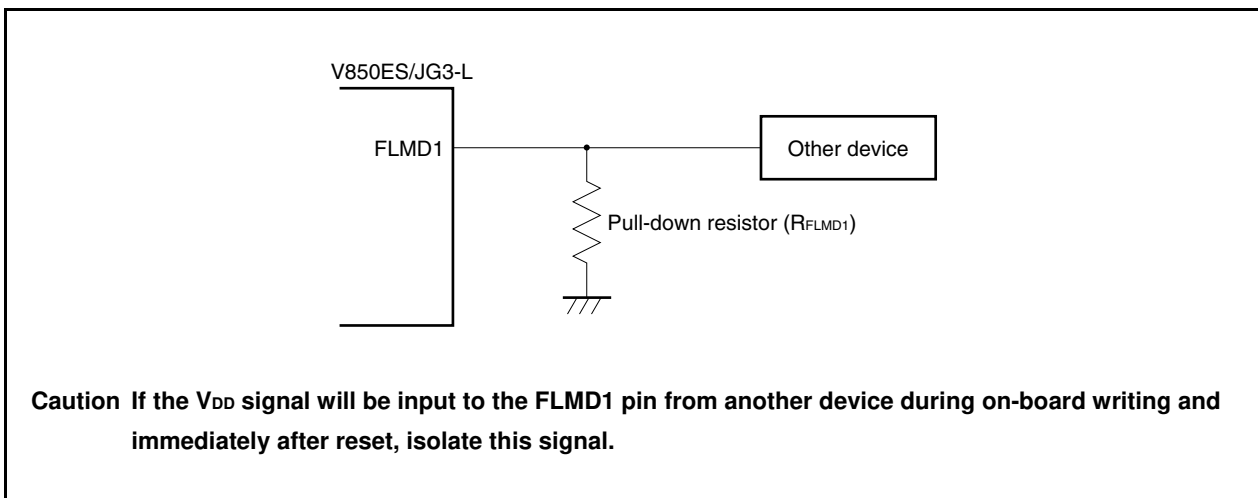 V850ES/JG3-L
FLMD1
Other device
Pull-down resistor (RFLMD1)
Caution If the VDD signal will be input to the FLMD1 pin from another device during on-board writing and
immediately after reset, isolate this signal.